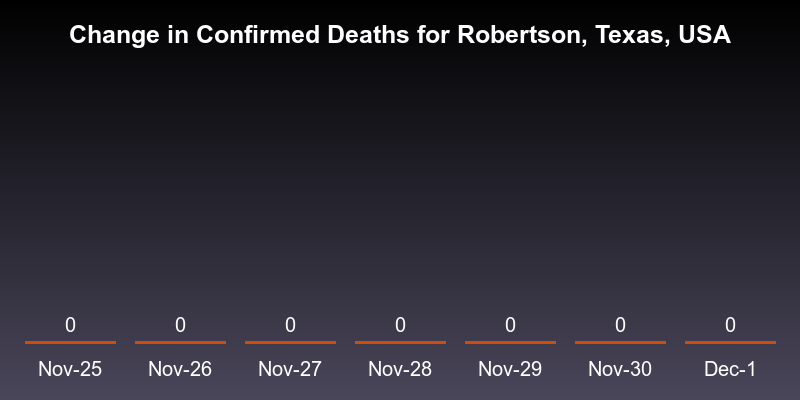 Change in Confirmed Deaths for Robertson, Texas, USA
0 0 0 0 0 0 0
Nov-25 Nov-26 Nov-27 Nov-28 Nov-29 Nov-30 Dec-1